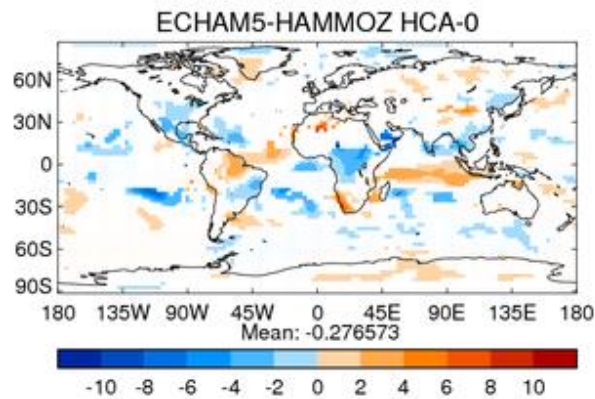 ECHAM5-HAMMOZ HCA-0
60N
30N
0
30S
60S
90S
180 135W 90W 45W 0 45E 90E 135E 180
Mean: -0.276573
-10 -8 -6 -4 -2 0 2 4 6 8 10